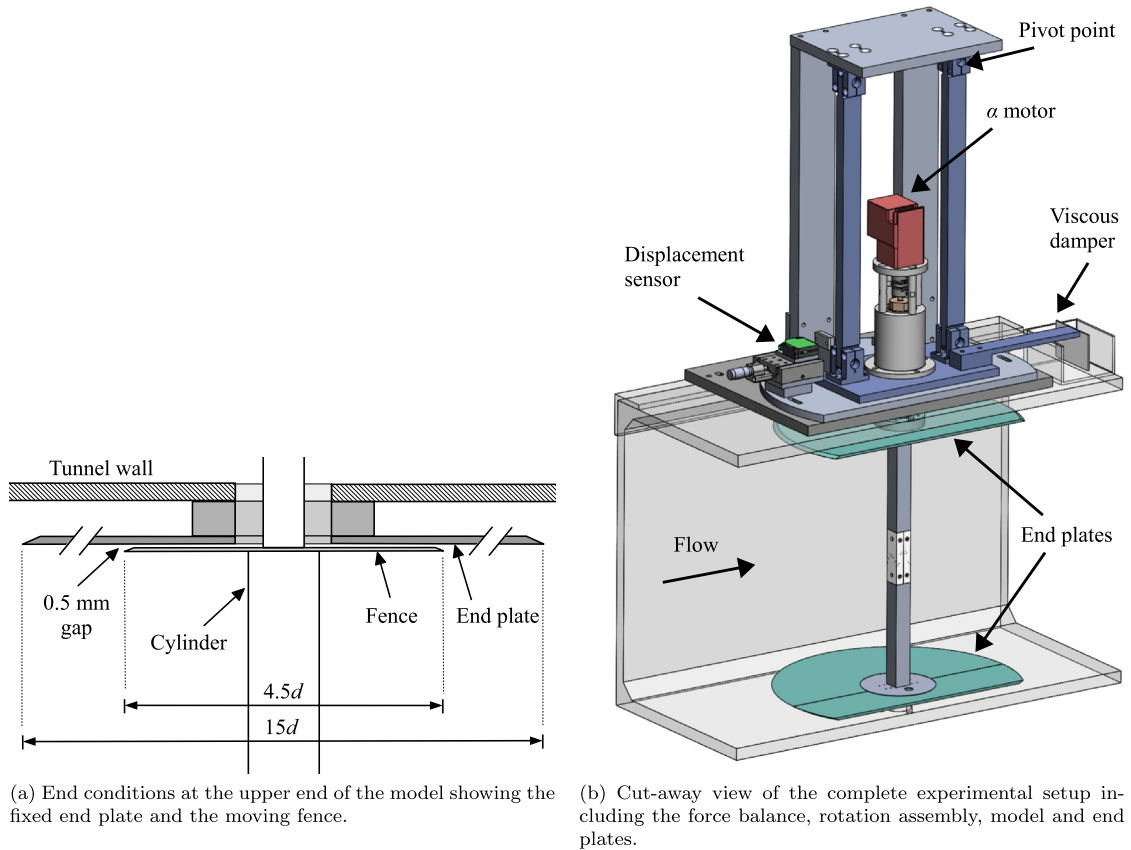 Tunnel wall
0.5 mm
gap
Cylinder
Fence
End plate
4.5d
15d
(a) End conditions at the upper end of the model showing the
fixed end plate and the moving fence.
Pivot point
α motor
Viscous
damper
Displacement
sensor
Flow
End plates
(b) Cut-away view of the complete experimental setup in-
cluding the force balance, rotation assembly, model and end
plates.